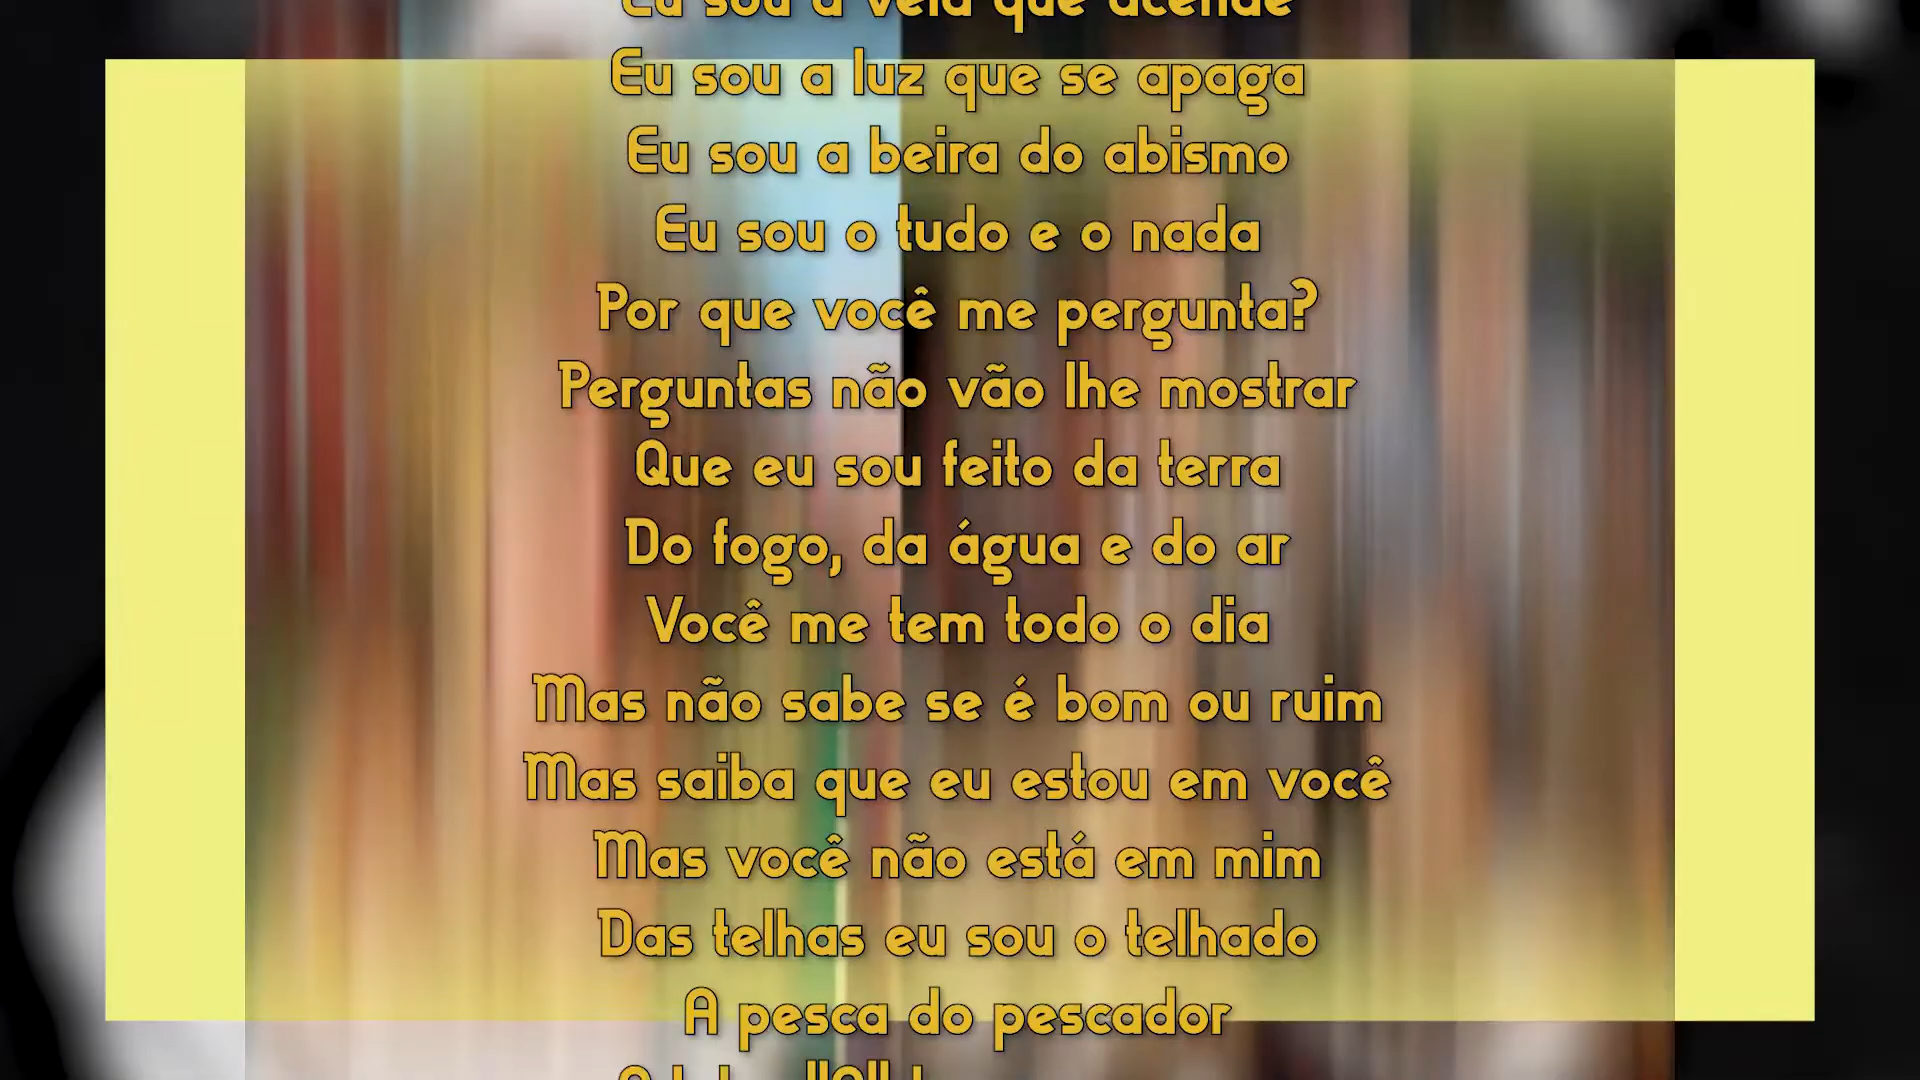 Eu sou a vela que acende
Eu sou a luz que se apaga
Eu sou a beira do abismo
Eu sou o tudo e o nada
Por que você me pergunta?
Perguntas não vão lhe mostrar
Que eu sou feito da terra
Do fogo, da água e do ar
Você me tem todo o dia
Mas não sabe se é bom ou ruim
Mas saiba que eu estou em você
Mas você não está em mim
Das telhas eu sou o telhado
A pesca do pescador